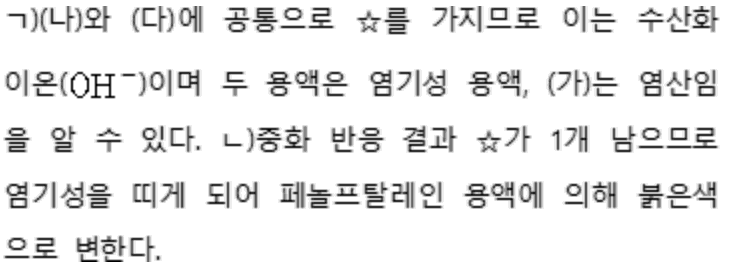 ㄱ)(나)와 (다)에 공통으로 ☆를 가지므로 이는 수산화
이온(OH⁻)이며 두 용액은 염기성 용액, (가)는 염산임
을 알 수 있다. ㄴ)중화 반응 결과 ☆가 1개 남으므로
염기성을 띠게 되어 페놀프탈레인 용액에 의해 붉은색
으로 변한다.